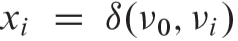 xᵢ = δ(ν₀, νᵢ)